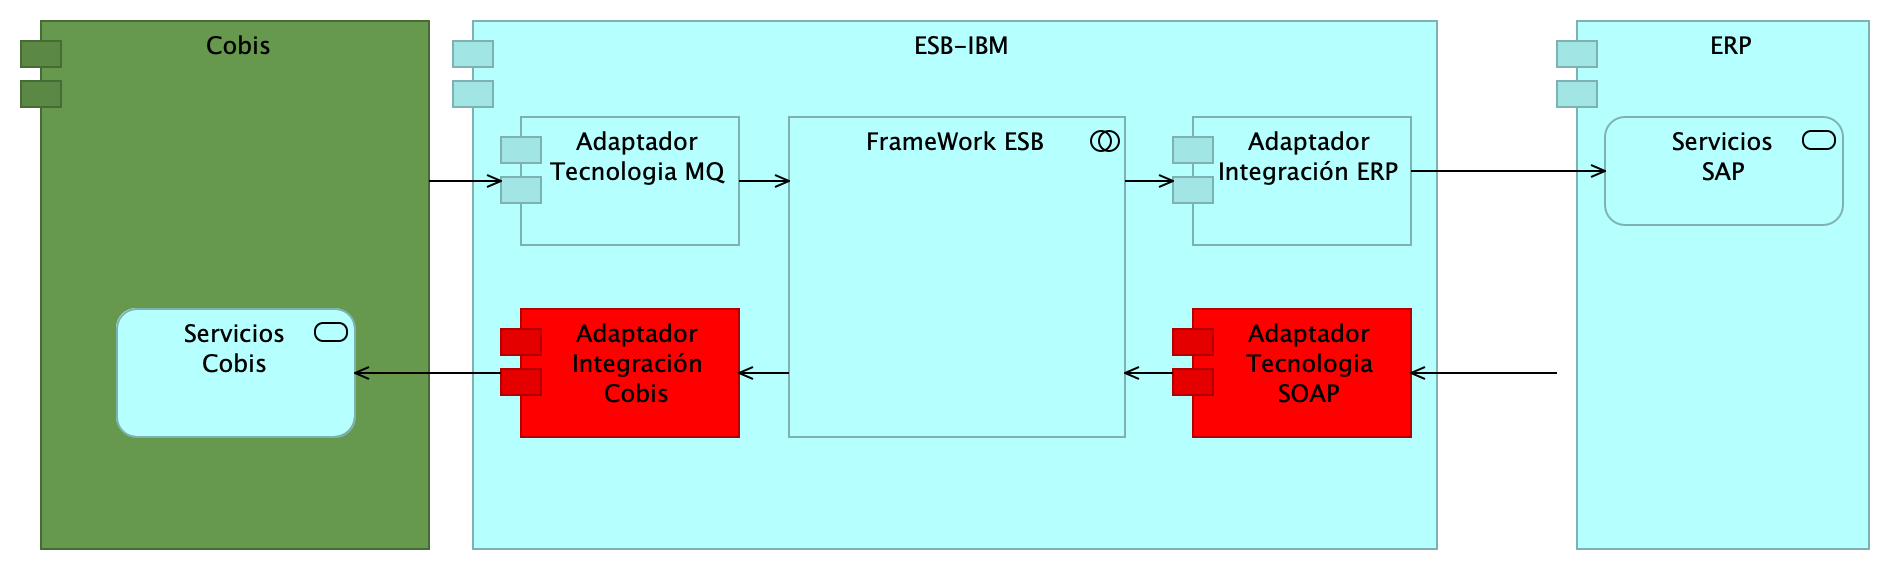 Cobis
ESB-IBM
ERP
Adaptador
Tecnologia MQ
FrameWork ESB
Adaptador
Integración ERP
Servicios
SAP
Servicios
Cobis
Adaptador
Integración
Cobis
Adaptador
Tecnologia
SOAP